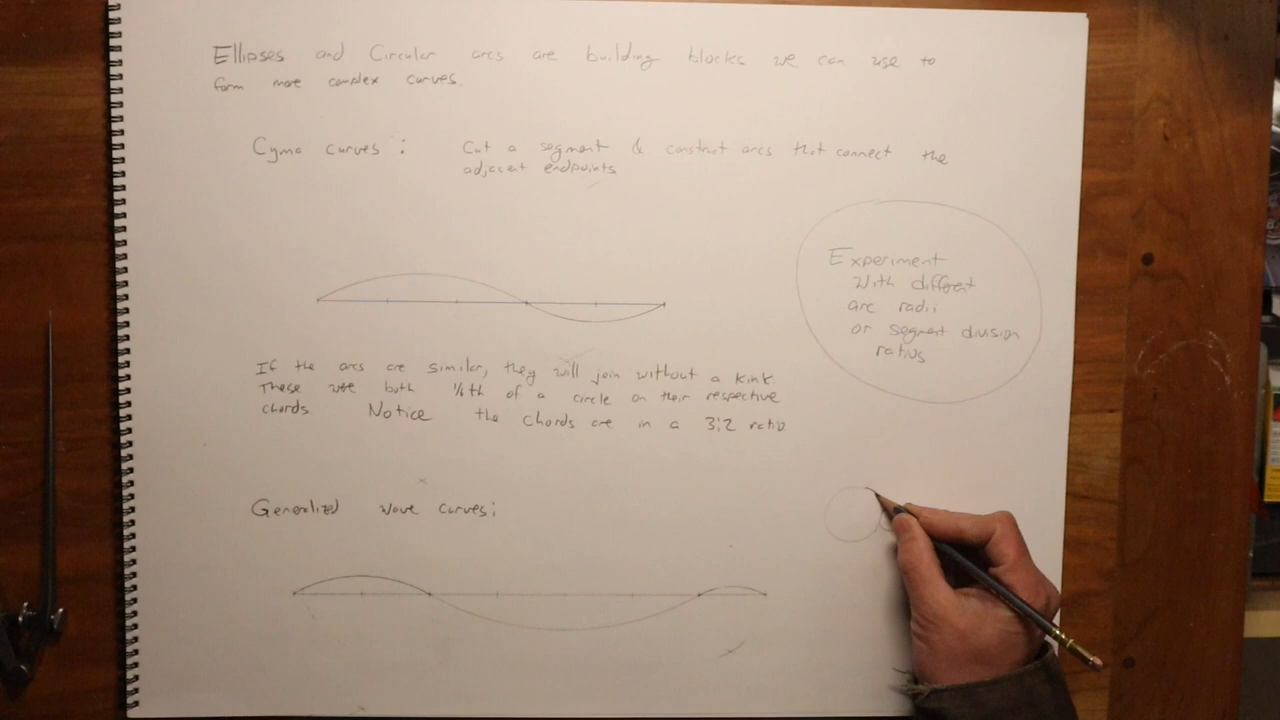 Ellipses and Circular arcs are building blocks we can use to
form more complex curves.
Cyma curves : Cut a segment & construct arcs that connect the
adjacent endpoints
Experiment
with different
arc radii
or segment division
ratios
If the arcs are similar, they will join without a kink
These use both 1/6th of a circle on their respective
chords Notice the chords are in a 3:2 ratio
Generalized wave curves: